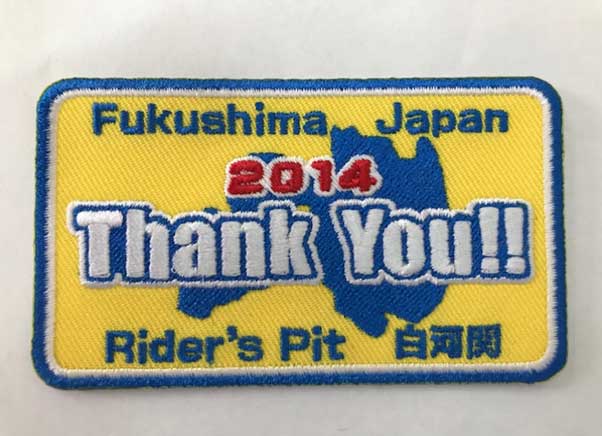 Fukushima Japan
2014
Thank You!!
Rider's Pit 白河関